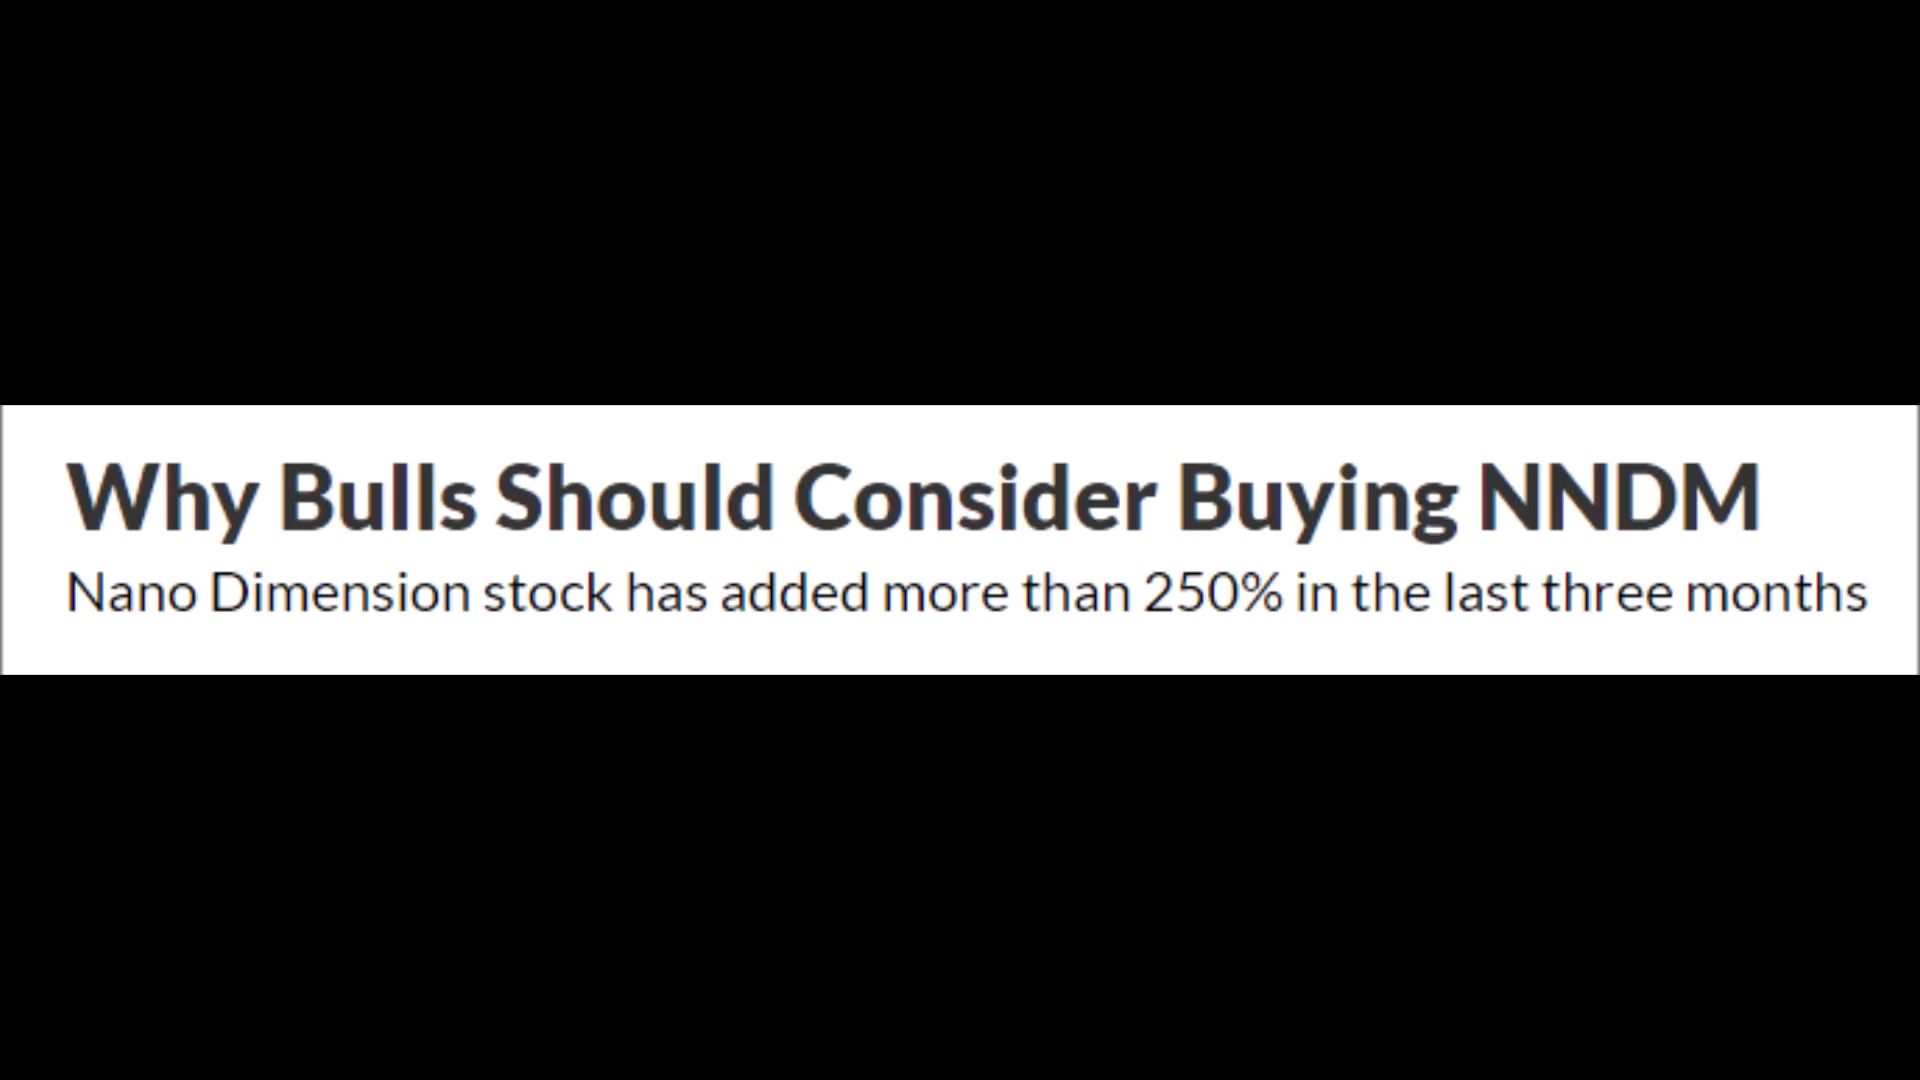 Why Bulls Should Consider Buying NNDM
Nano Dimension stock has added more than 250% in the last three months